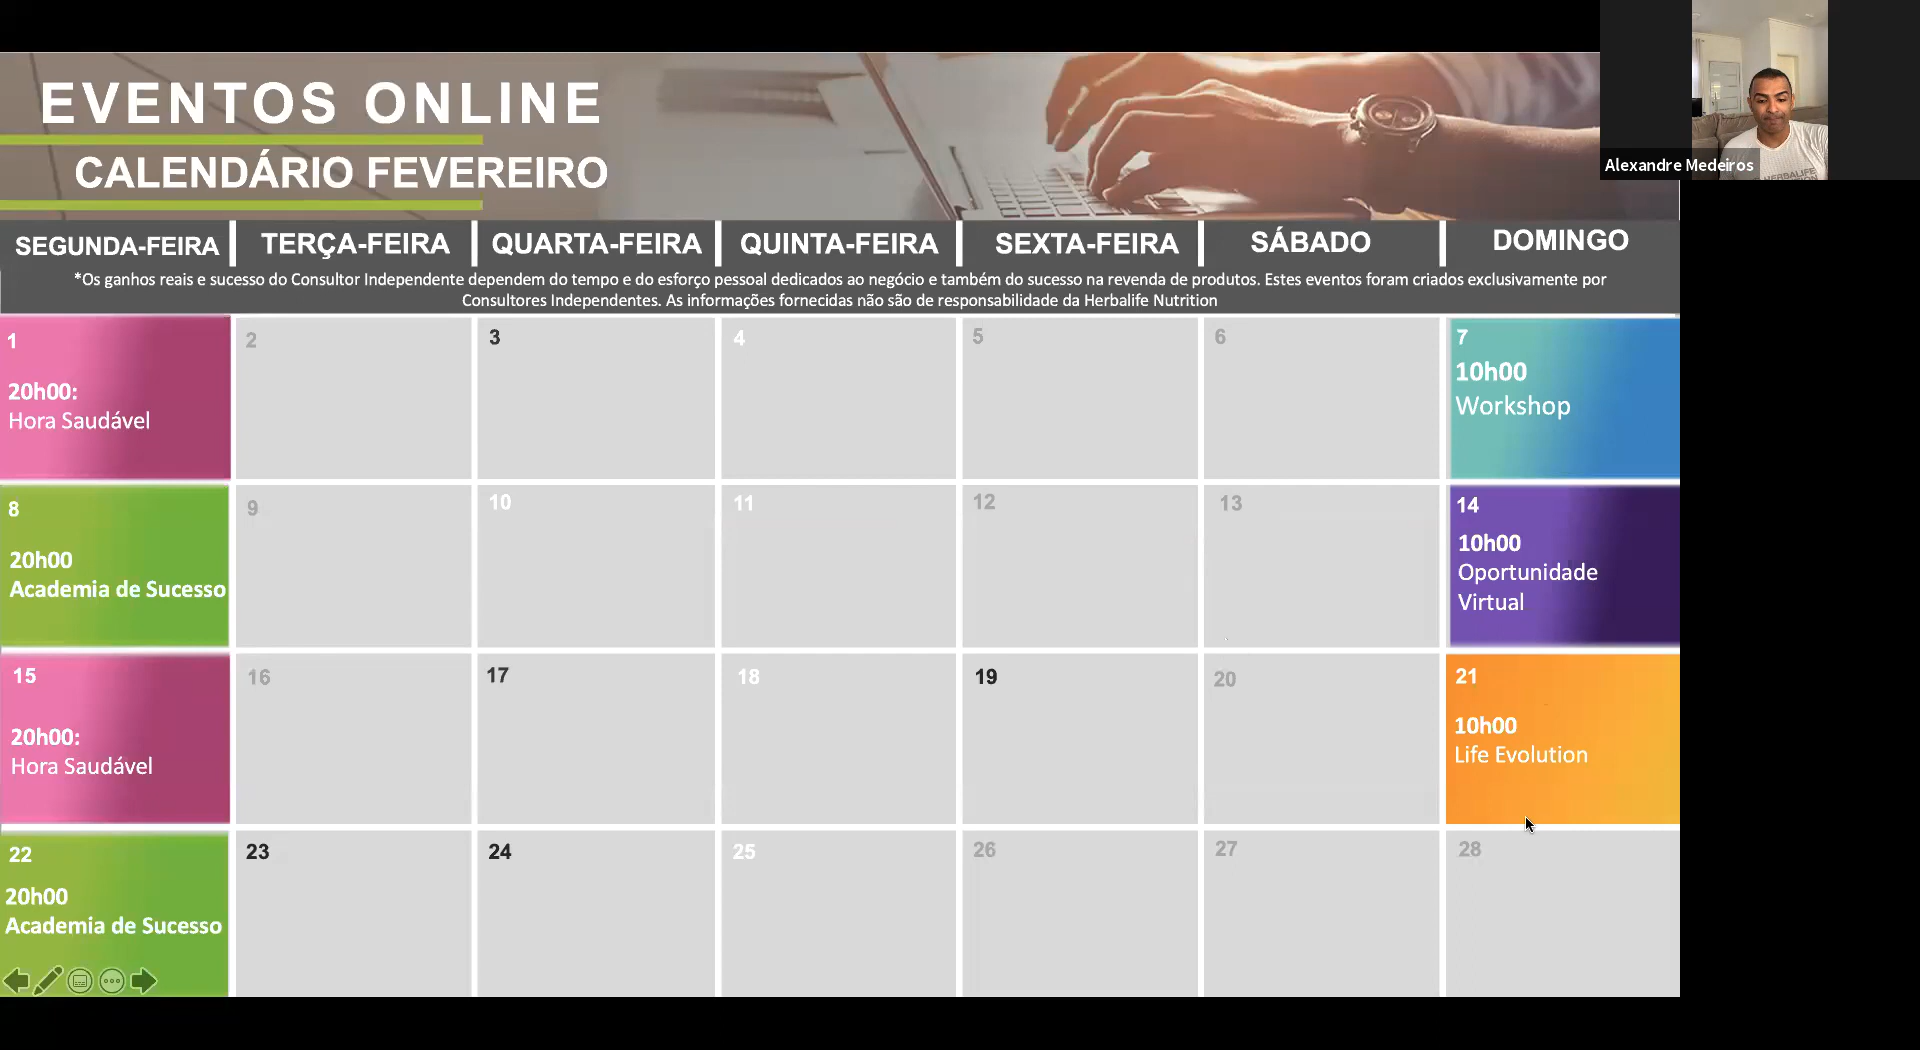 EVENTOS ONLINE
CALENDÁRIO FEVEREIRO
Alexandre Medeiros
HERBALIFE
SEGUNDA-FEIRA TERÇA-FEIRA QUARTA-FEIRA QUINTA-FEIRA SEXTA-FEIRA SÁBADO DOMINGO
*Os ganhos reais e sucesso do Consultor Independente dependem do tempo e do esforço pessoal dedicados ao negócio e também do sucesso na revenda de produtos. Estes eventos foram criados exclusivamente por
Consultores Independentes. As informações fornecidas não são de responsabilidade da Herbalife Nutrition
1
20h00:
Hora Saudável
2
3
4
5
6
7
10h00
Workshop
8
20h00
Academia de Sucesso
9
10
11
12
13
14
10h00
Oportunidade
Virtual
15
20h00:
Hora Saudável
16
17
18
19
20
21
10h00
Life Evolution
22
20h00
Academia de Sucesso
23
24
25
26
27
28